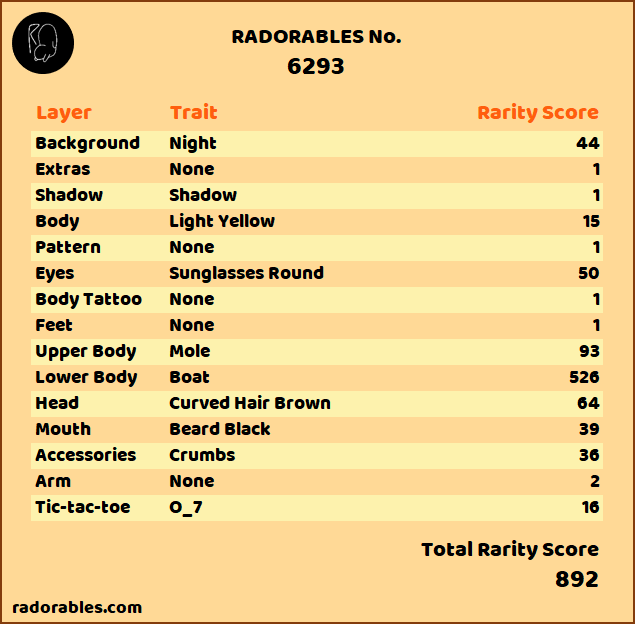 RADORABLES No.
6293
Layer Trait Rarity Score
Background Night 44
Extras None 1
Shadow Shadow 1
Body Light Yellow 15
Pattern None 1
Eyes Sunglasses Round 50
Body Tattoo None 1
Feet None 1
Upper Body Mole 93
Lower Body Boat 526
Head Curved Hair Brown 64
Mouth Beard Black 39
Accessories Crumbs 36
Arm None 2
Tic-tac-toe O_7 16
Total Rarity Score
892
radorables.com